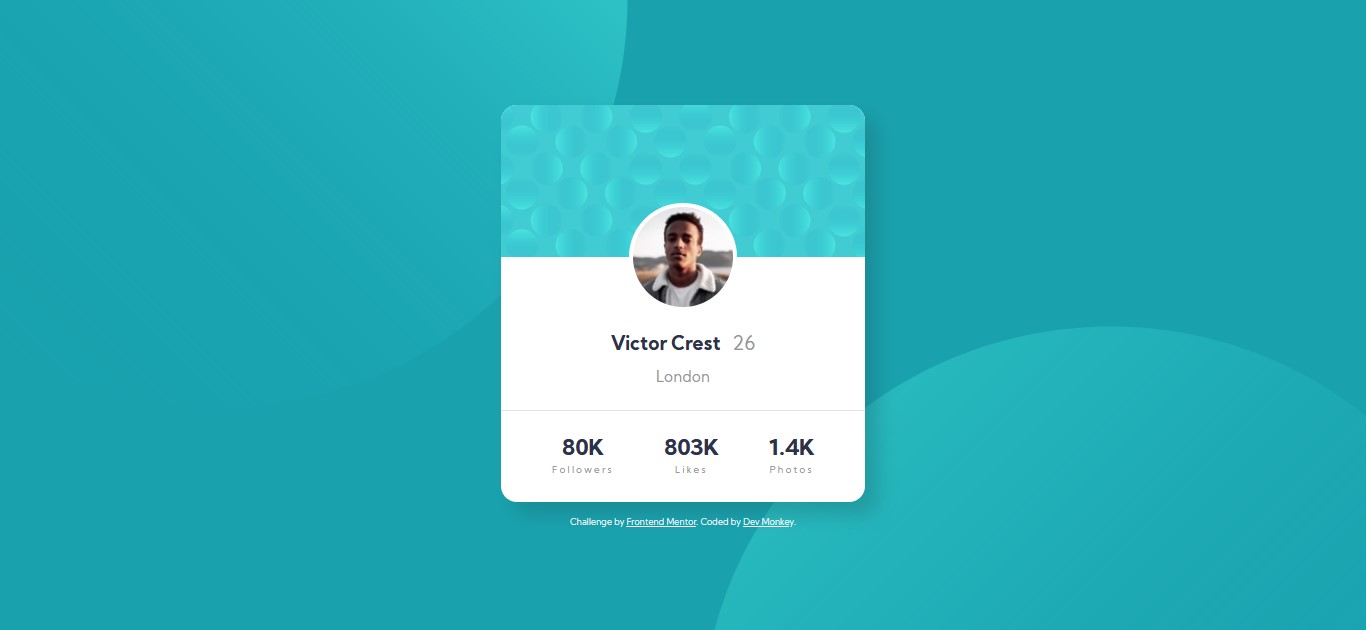 Victor Crest 26
London
80K 803K 1.4K
Followers Likes Photos
Challenge by Frontend Mentor. Coded by Dev Monkey.